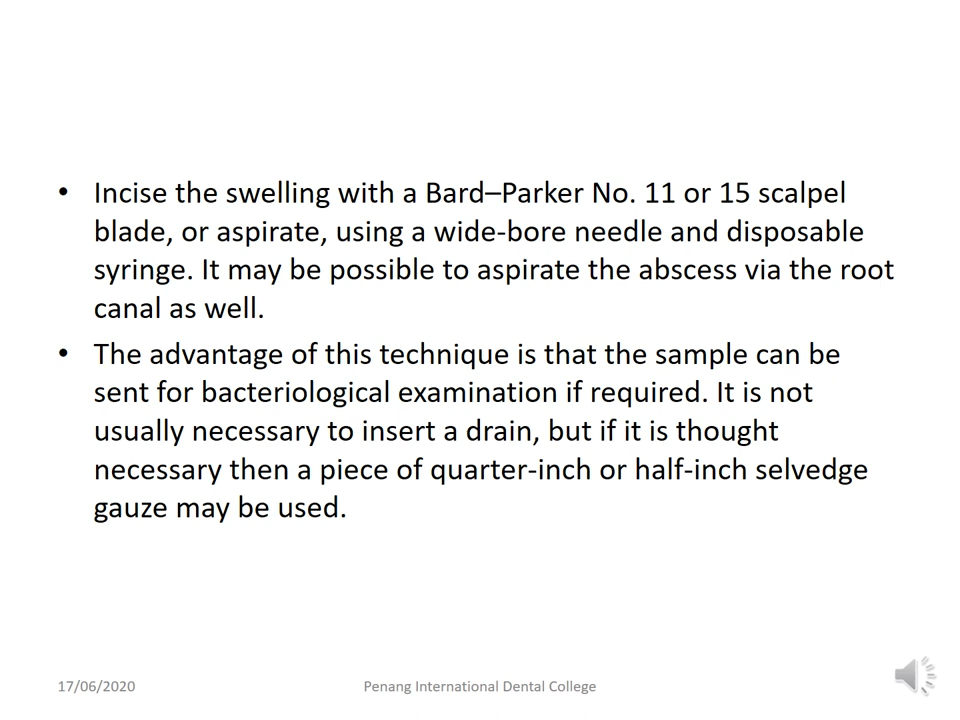 • Incise the swelling with a Bard–Parker No. 11 or 15 scalpel
blade, or aspirate, using a wide-bore needle and disposable
syringe. It may be possible to aspirate the abscess via the root
canal as well.
• The advantage of this technique is that the sample can be
sent for bacteriological examination if required. It is not
usually necessary to insert a drain, but if it is thought
necessary then a piece of quarter-inch or half-inch selvedge
gauze may be used.
17/06/2020
Penang International Dental College